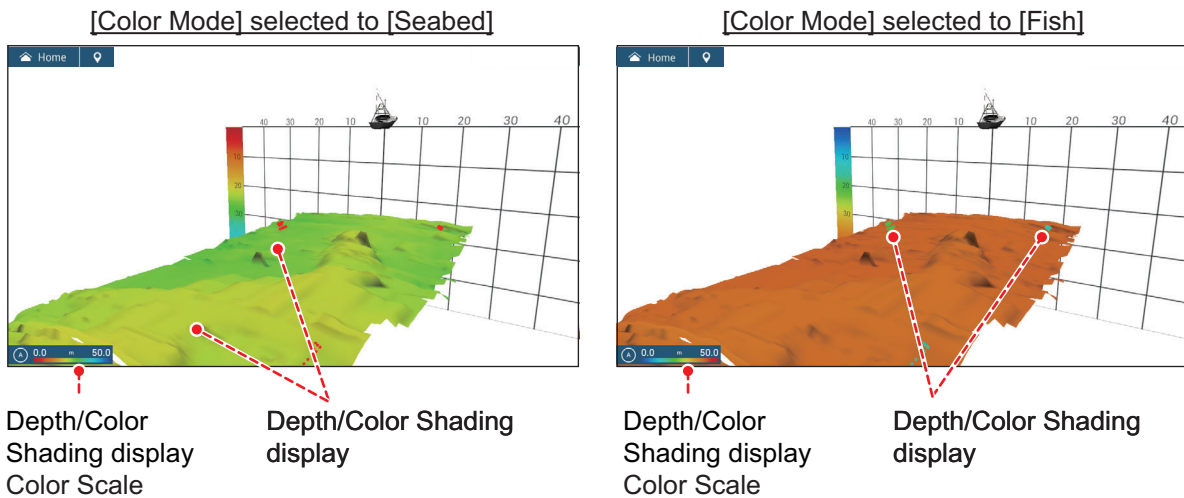 [Color Mode] selected to [Seabed]
[Color Mode] selected to [Fish]
Home
40 30 20 10 10 20 30 40
10
20
30
A 0.0 m 50.0
Home
40 30 20 10 10 20 30 40
10
20
30
A 0.0 m 50.0
Depth/Color
Shading display
Color Scale
Depth/Color Shading
display
Depth/Color
Shading display
Color Scale
Depth/Color Shading
display